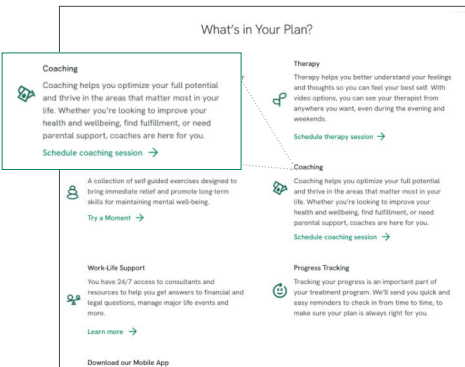 What's in Your Plan?
Coaching
Coaching helps you optimize your full potential
and thrive in the areas that matter most in your
life. Whether you're looking to improve your
health and wellbeing, find fulfillment, or need
parental support, coaches are here for you.
Schedule coaching session →
Therapy
Therapy helps you better understand your feelings
and thoughts so you can feel your best self. With
video options, you can see your therapist from
anywhere you want, even during the evening and
weekends.
Schedule therapy session →
A collection of self-guided exercises designed to
bring immediate relief and promote long-term
skills for maintaining mental well-being.
Try a Moment →
Coaching
Coaching helps you optimize your full potential
and thrive in the areas that matter most in your
life. Whether you're looking to improve your
health and wellbeing, find fulfillment, or need
parental support, coaches are here for you.
Schedule coaching session →
Work-Life Support
You have 24/7 access to consultants and
resources to help you get answers to financial and
legal questions, manage major life events and
more.
Learn more →
Progress Tracking
Tracking your progress is an important part of
your treatment program. We'll send you quick and
easy reminders to check in from time to time, to
make sure your plan is always right for you.
Download our Mobile App